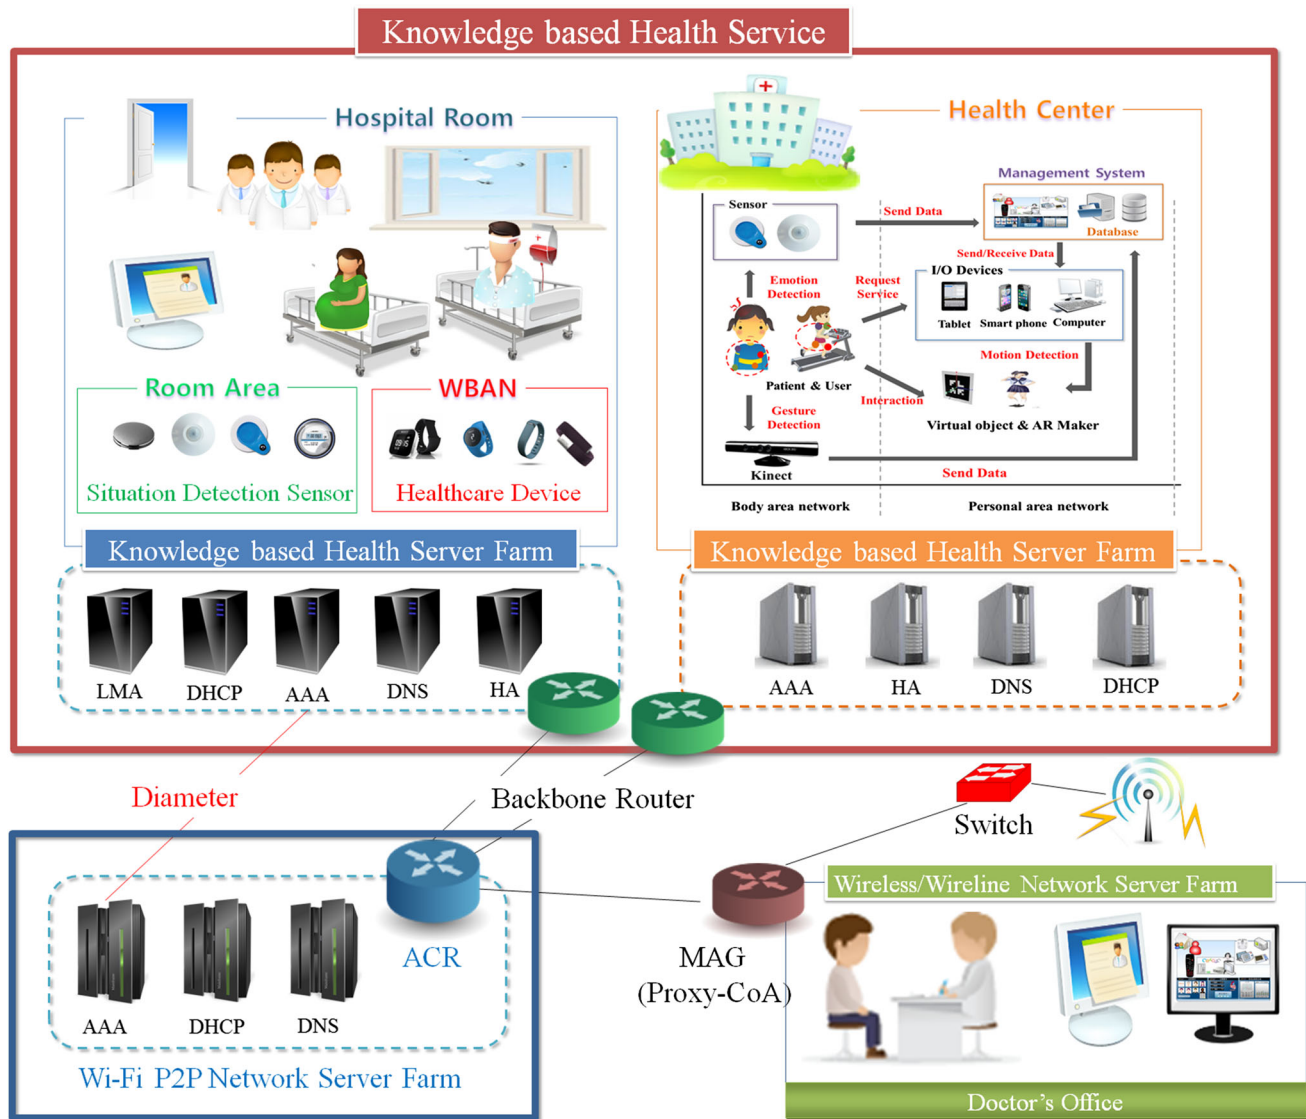 Knowledge based Health Service
Hospital Room
Room Area
Situation Detection Sensor
WBAN
Healthcare Device
Knowledge based Health Server Farm
LMA
DHCP
AAA
DNS
HA
Health Center
Management System
Database
Sensor
Send Data
Send/Receive Data
I/O Devices
Tablet
Smart phone
Computer
Emotion
Detection
Request
Service
Patient & User
Motion Detection
Interaction
Virtual object & AR Maker
Gesture
Detection
Kinect
Send Data
Body area network
Personal area network
Knowledge based Health Server Farm
AAA
HA
DNS
DHCP
Diameter
Backbone Router
Switch
ACR
AAA
DHCP
DNS
Wi-Fi P2P Network Server Farm
MAG
(Proxy-CoA)
Wireless/Wireline Network Server Farm
Doctor's Office